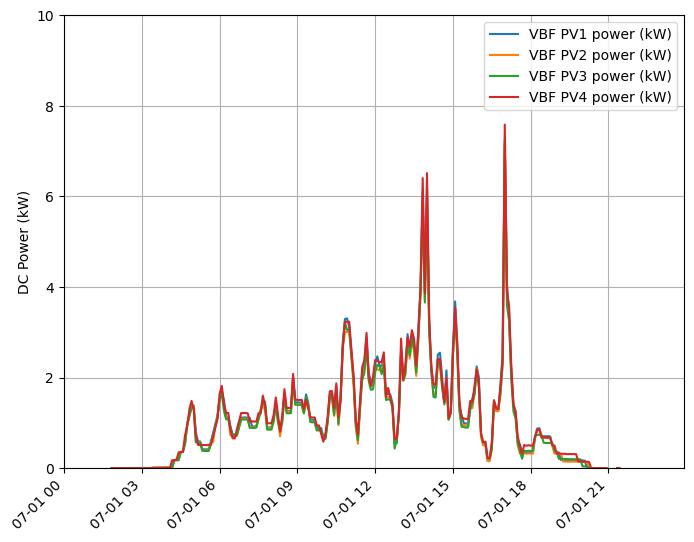 VBF PV1 power (kW)
VBF PV2 power (kW)
VBF PV3 power (kW)
VBF PV4 power (kW)
DC Power (kW)
10
8
6
4
2
0
07-01 00
07-01 03
07-01 06
07-01 09
07-01 12
07-01 15
07-01 18
07-01 21